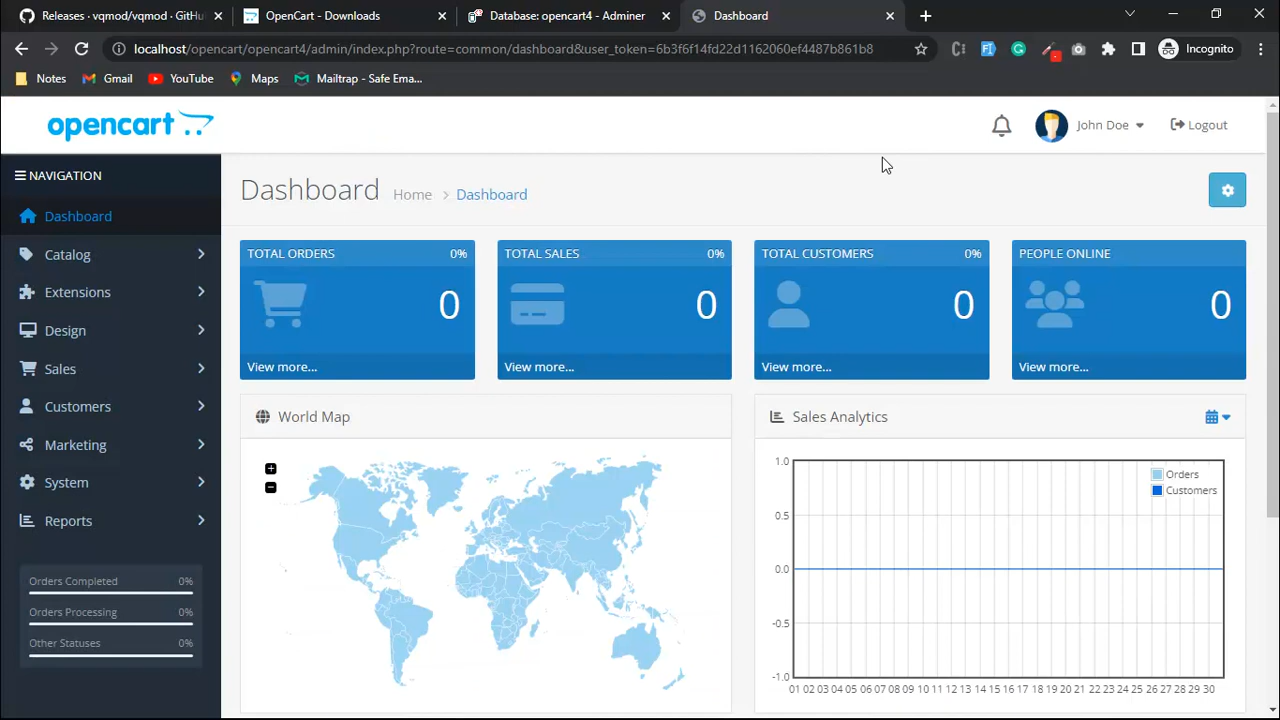 Releases · vqmod/vqmod · GitHu
OpenCart - Downloads
Database: opencart4 - Adminer
Dashboard
localhost/opencart/opencart4/admin/index.php?route=common/dashboard&user_token=6b3f6f14fd22d1162060ef4487b861b8
Incognito
Notes
Gmail
YouTube
Maps
Mailtrap - Safe Ema...
opencart
John Doe
Logout
NAVIGATION
Dashboard
Catalog
Extensions
Design
Sales
Customers
Marketing
System
Reports
Orders Completed 0%
Orders Processing 0%
Other Statuses 0%
Dashboard
Home > Dashboard
TOTAL ORDERS 0%
0
View more...
TOTAL SALES 0%
0
View more...
TOTAL CUSTOMERS 0%
0
View more...
PEOPLE ONLINE
0
View more...
World Map
+
−
Sales Analytics
Orders
Customers
1.0
0.5
0.0
-0.5
-1.0
01 02 03 04 05 06 07 08 09 10 11 12 13 14 15 16 17 18 19 20 21 22 23 24 25 26 27 28 29 30